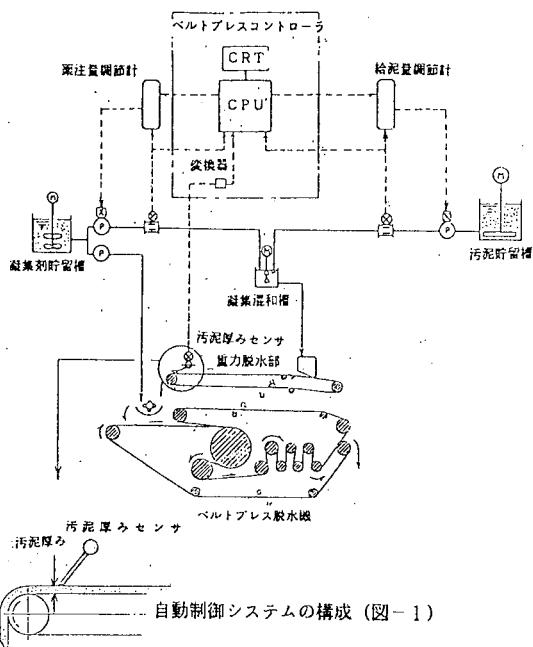 ベルトプレスコントローラ
薬注量調節計
CRT
CPU
給泥量調節計
変換器
M
M
P
P
P
M
凝集剤貯留槽
汚泥貯留槽
凝集混和槽
汚泥厚みセンサ
重力脱水部
ベルトプレス脱水機
汚泥厚みセンサ
汚泥厚み
自動制御システムの構成（図－1）